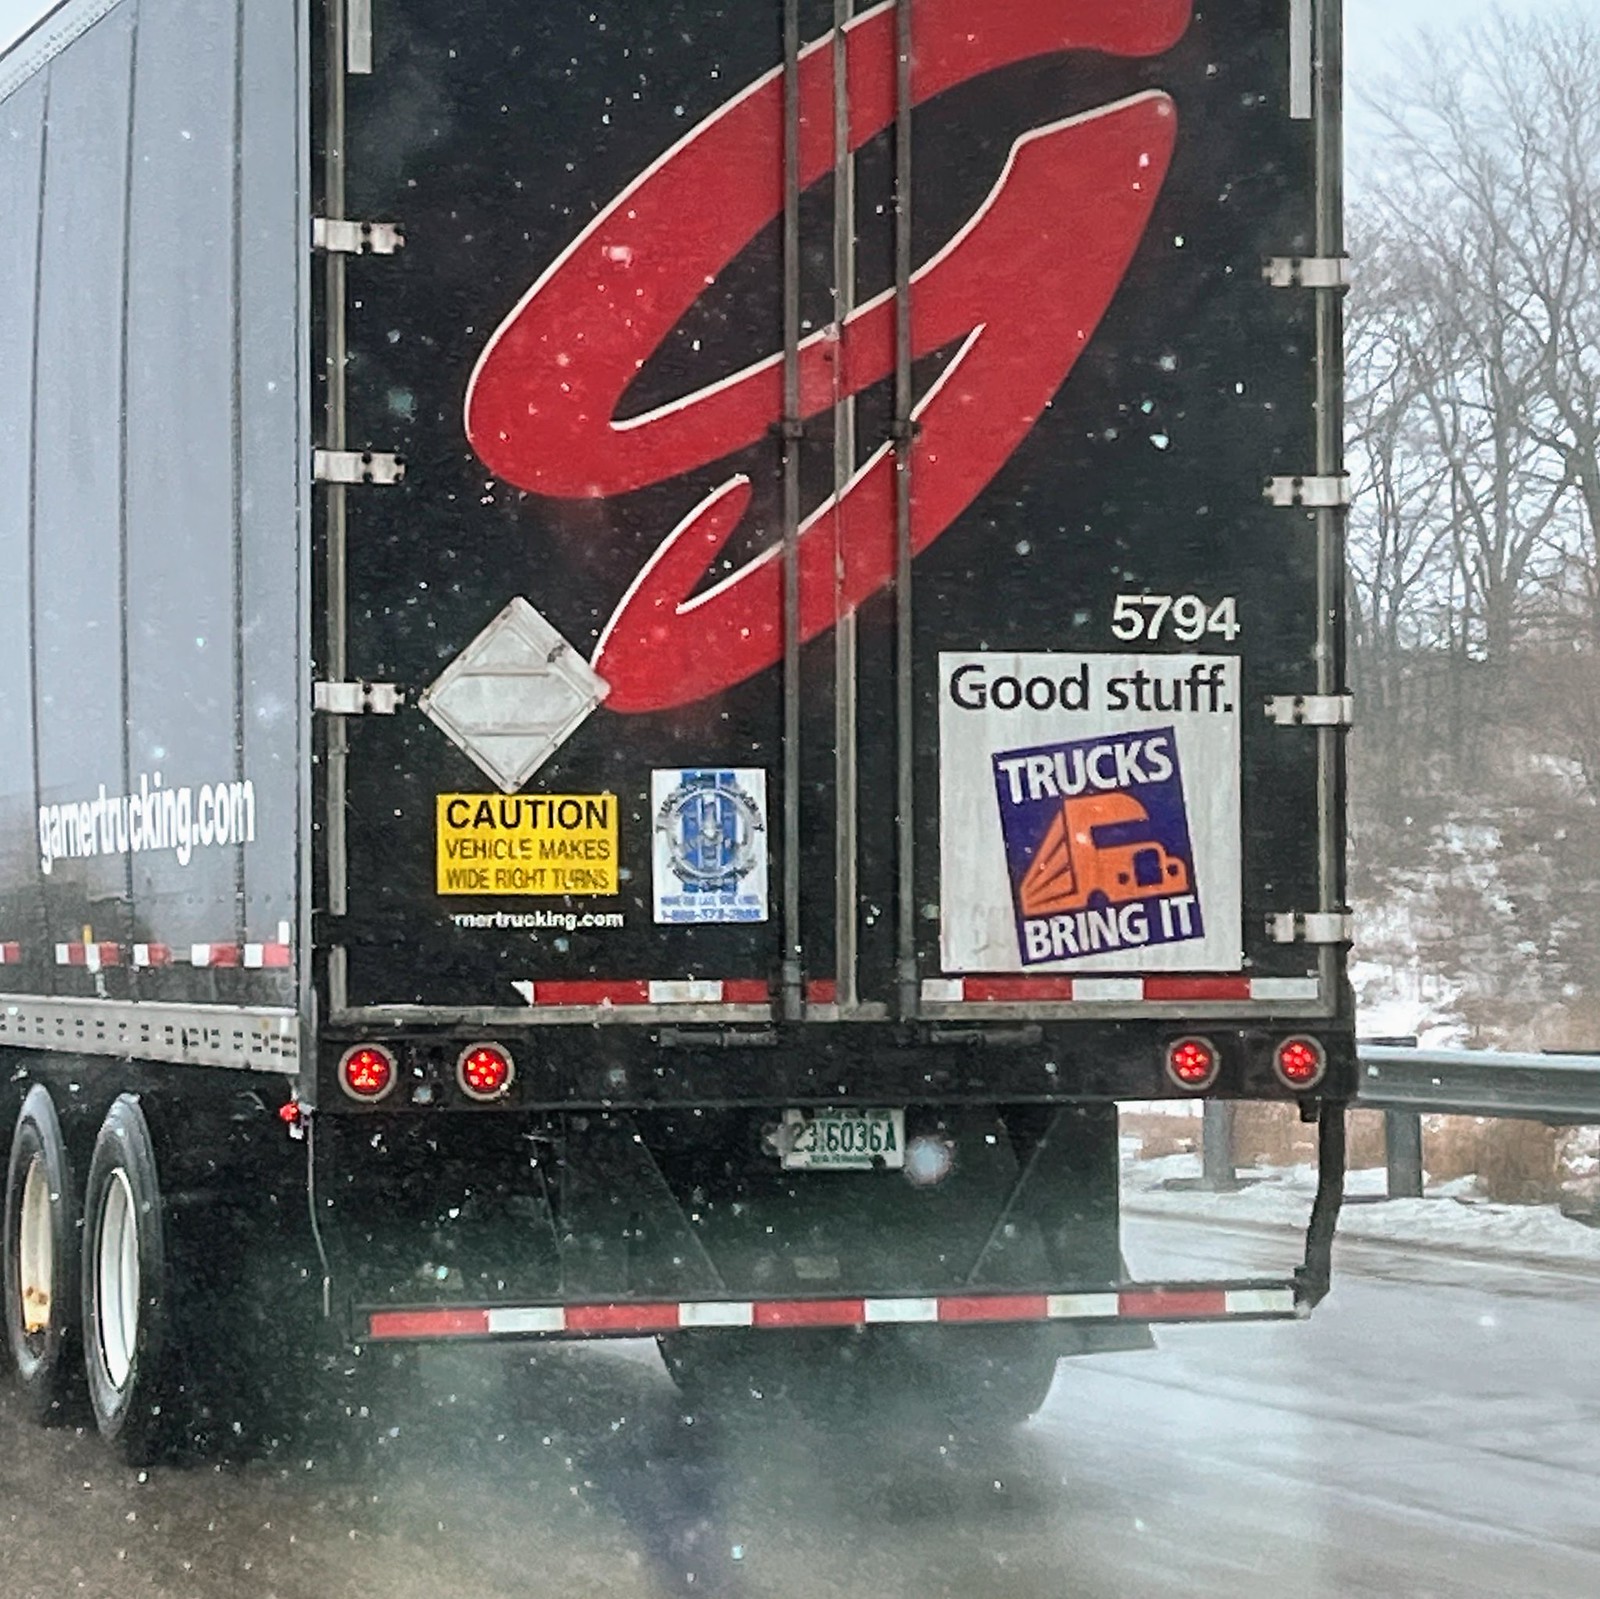 5794
Good stuff.
TRUCKS
BRING IT
garnertrucking.com
CAUTION
VEHICLE MAKES
WIDE RIGHT TURNS
rnertrucking.com
23 6036A